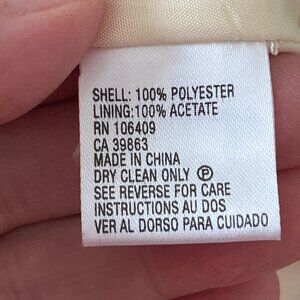 SHELL: 100% POLYESTER
LINING:100% ACETATE
RN 106409
CA 39863
MADE IN CHINA
DRY CLEAN ONLY Ⓟ
SEE REVERSE FOR CARE
INSTRUCTIONS AU DOS
VER AL DORSO PARA CUIDADO